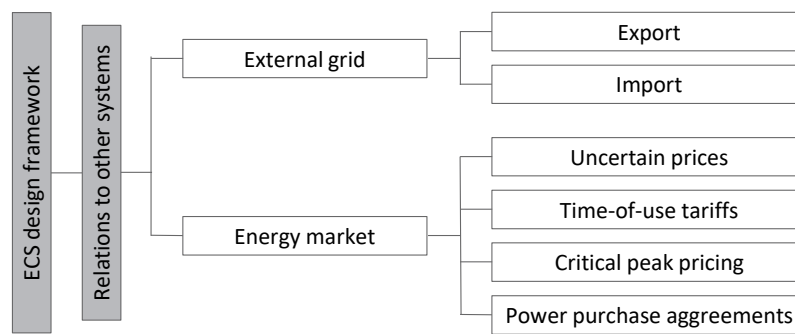 ECS design framework
Relations to other systems
External grid
Export
Import
Energy market
Uncertain prices
Time-of-use tariffs
Critical peak pricing
Power purchase aggreements